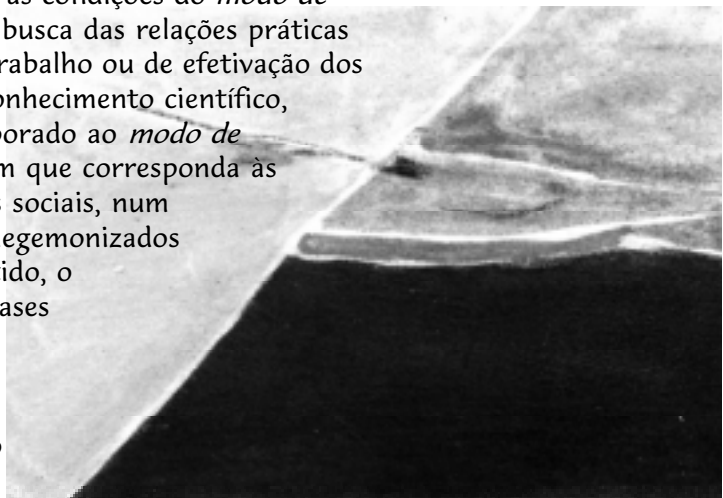 as condições do modo de
busca das relações práticas
rabalho ou de efetivação dos
onhecimento científico,
orado ao modo de
m que corresponda às
s sociais, num
egemonizados
tido, o
ases